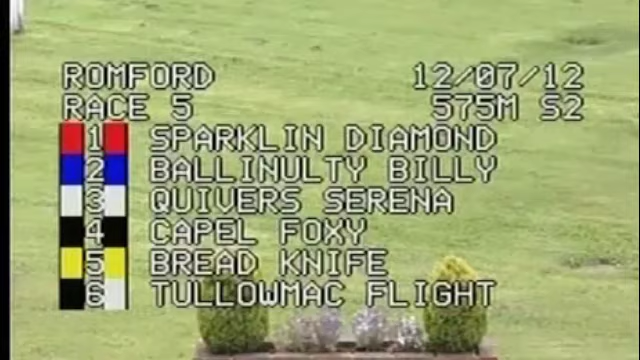 ROMFORD 12/07/12
RACE 5 575M S2
1 SPARKLIN DIAMOND
2 BALLINULTY BILLY
3 QUIVERS SERENA
4 CAPEL FOXY
5 BREAD KNIFE
6 TULLOWMAC FLIGHT